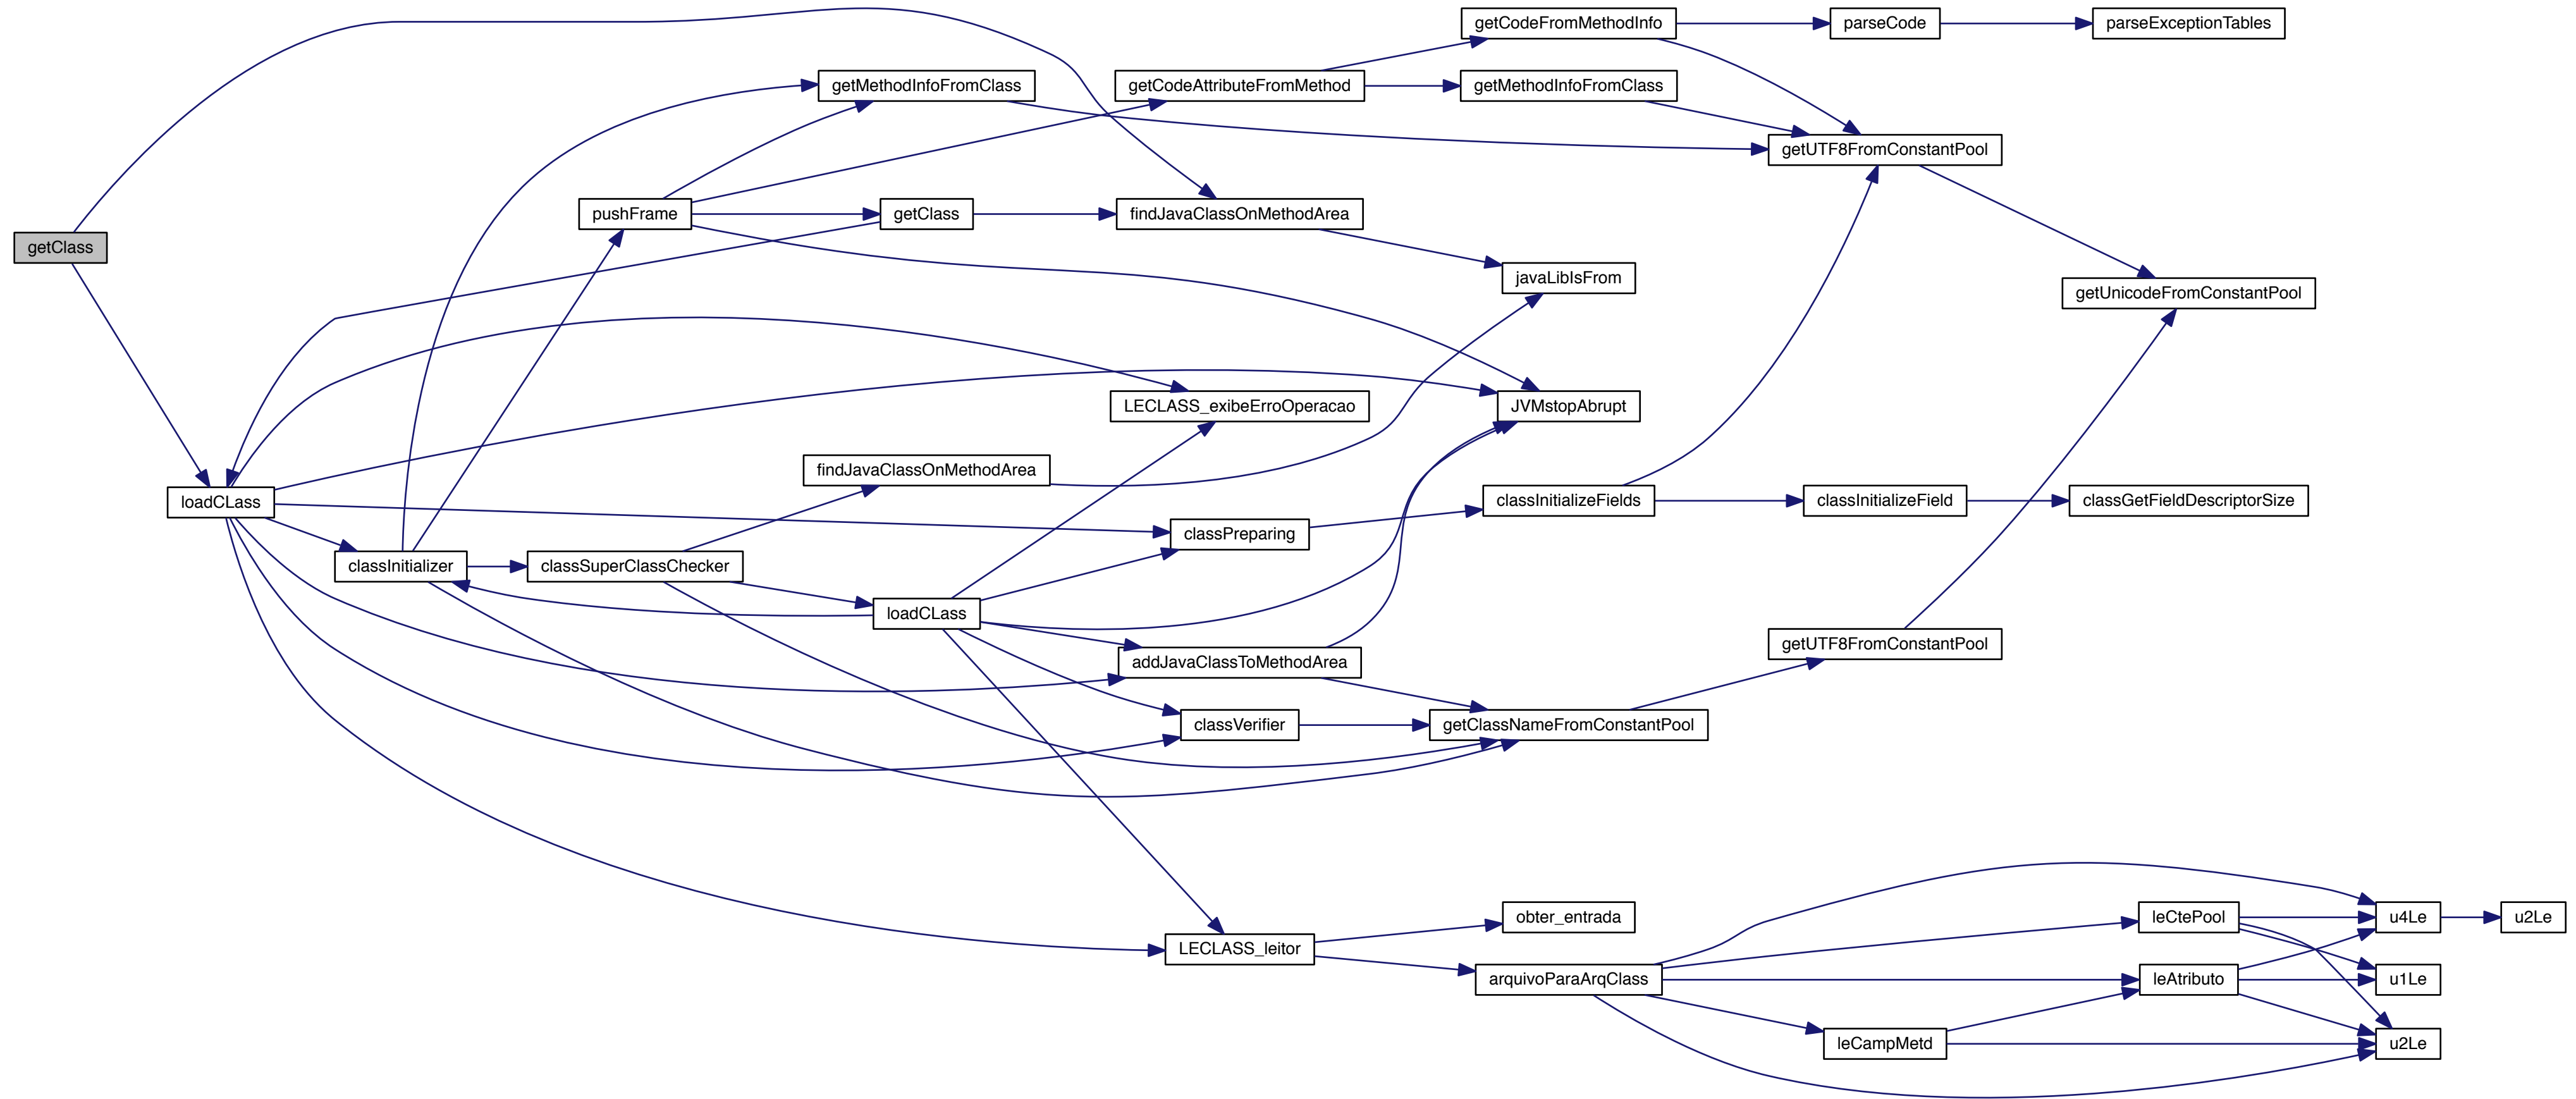 getCodeFromMethodInfo
parseCode
parseExceptionTables
getMethodInfoFromClass
getCodeAttributeFromMethod
getMethodInfoFromClass
getUTF8FromConstantPool
pushFrame
getClass
findJavaClassOnMethodArea
getClass
javaLibIsFrom
getUnicodeFromConstantPool
LECLASS_exibeErroOperacao
JVMstopAbrupt
findJavaClassOnMethodArea
loadCLass
classInitializeFields
classInitializeField
classGetFieldDescriptorSize
classPreparing
classInitializer
classSuperClassChecker
loadCLass
getUTF8FromConstantPool
addJavaClassToMethodArea
classVerifier
getClassNameFromConstantPool
obter_entrada
leCtePool
u4Le
u2Le
LECLASS_leitor
arquivoParaArqClass
leAtributo
u1Le
leCampMetd
u2Le